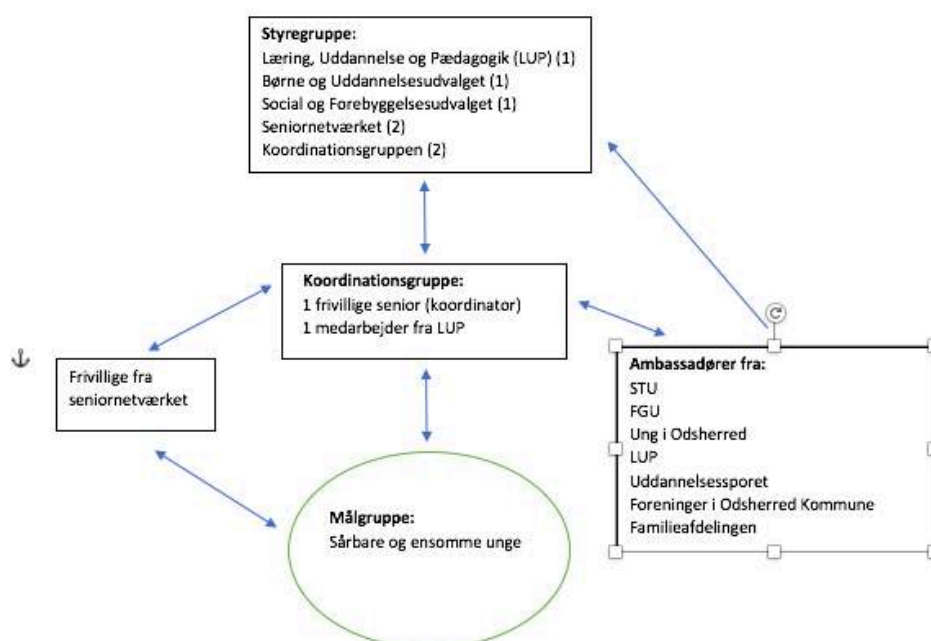 Styregruppe:
Læring, Uddannelse og Pædagogik (LUP) (1)
Børne og Uddannelsesudvalget (1)
Social og Forebyggelsesudvalget (1)
Seniornetværket (2)
Koordinationsgruppen (2)
Koordinationsgruppe:
1 frivillige senior (koordinator)
1 medarbejder fra LUP
Frivillige fra
seniornetværket
Ambassadører fra:
STU
FGU
Ung i Odsherred
LUP
Uddannelsessporet
Foreninger i Odsherred Kommune
Familieafdelingen
Målgruppe:
Sårbare og ensomme unge